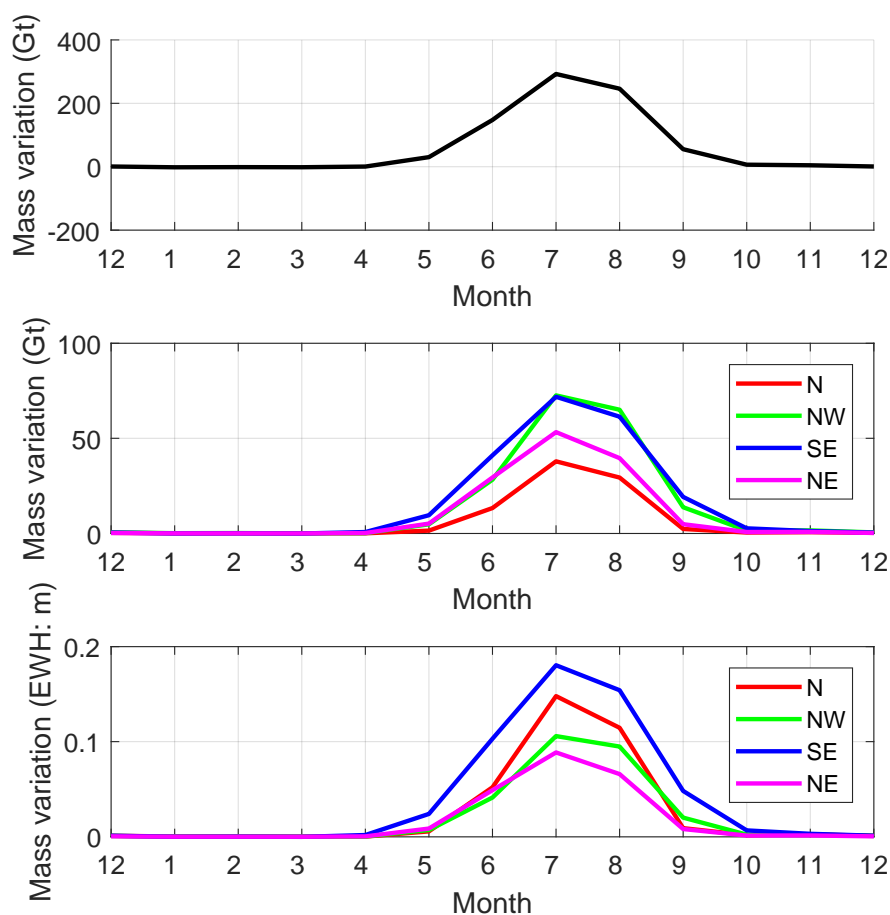 Mass variation (Gt)
400
200
0
-200
12 1 2 3 4 5 6 7 8 9 10 11 12
Month
Mass variation (Gt)
100
50
0
N
NW
SE
NE
12 1 2 3 4 5 6 7 8 9 10 11 12
Month
Mass variation (EWH: m)
0.2
0.1
0
N
NW
SE
NE
12 1 2 3 4 5 6 7 8 9 10 11 12
Month